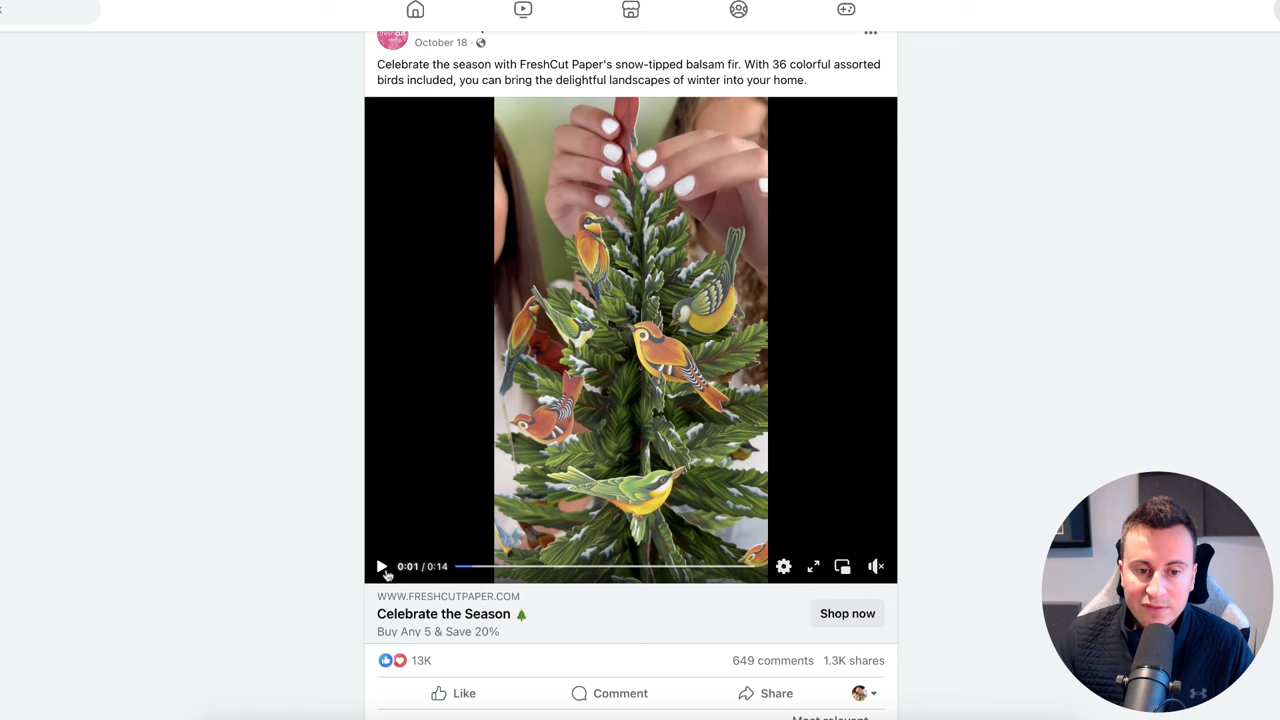 freshcut
October 18 ·
Celebrate the season with FreshCut Paper's snow-tipped balsam fir. With 36 colorful assorted
birds included, you can bring the delightful landscapes of winter into your home.
0:01 / 0:14
WWW.FRESHCUTPAPER.COM
Celebrate the Season 🌲
Buy Any 5 & Save 20%
Shop now
13K
649 comments 1.3K shares
Like
Comment
Share
Most relevant